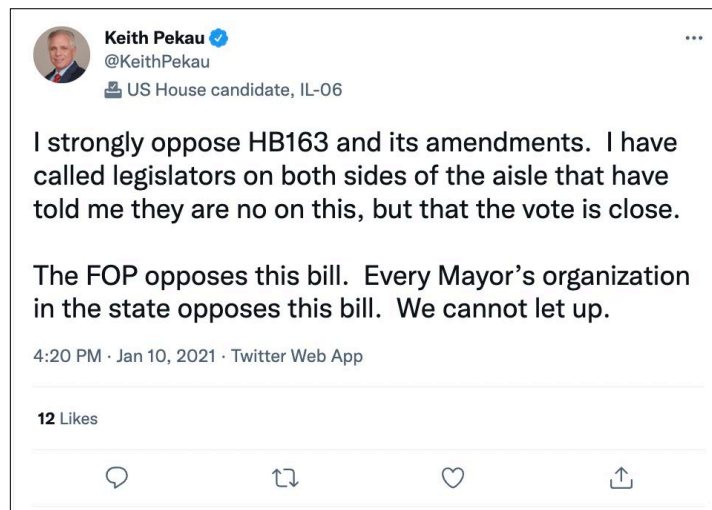 Keith Pekau
@KeithPekau
US House candidate, IL-06
I strongly oppose HB163 and its amendments.  I have
called legislators on both sides of the aisle that have
told me they are no on this, but that the vote is close.
The FOP opposes this bill.  Every Mayor’s organization
in the state opposes this bill.  We cannot let up.
4:20 PM · Jan 10, 2021 · Twitter Web App
12 Likes